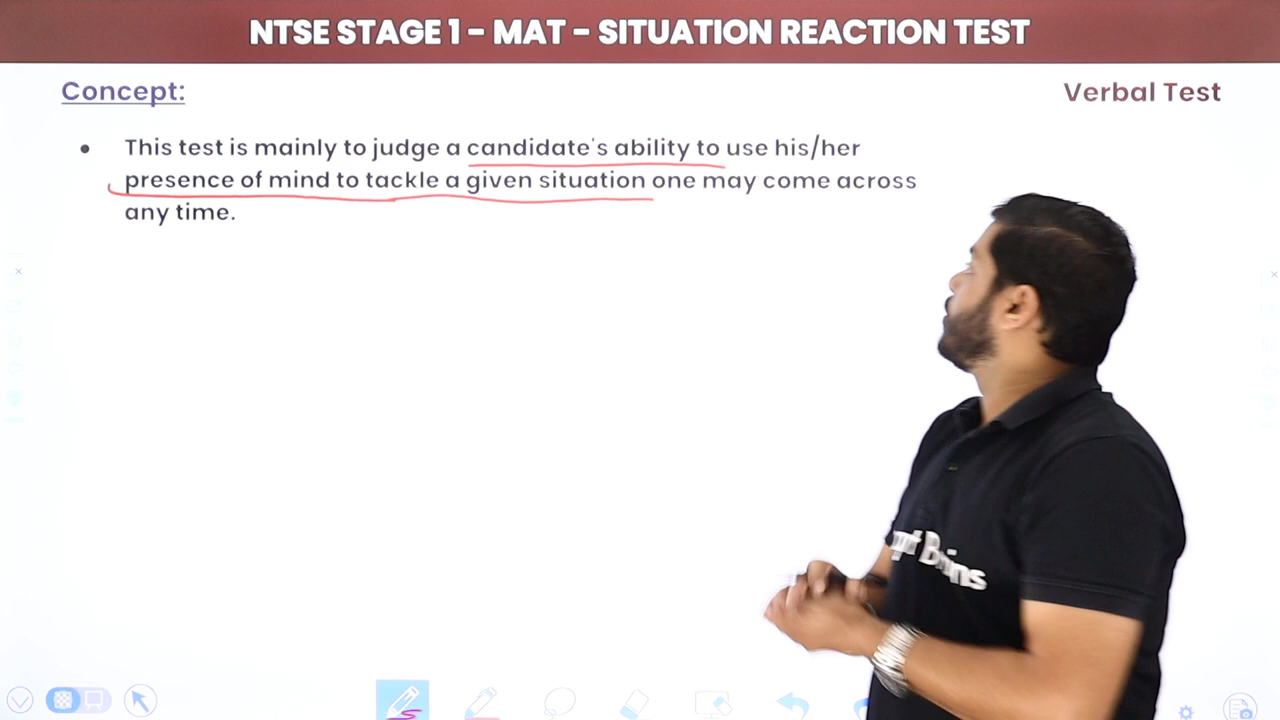 NTSE STAGE 1 - MAT - SITUATION REACTION TEST
Concept:
Verbal Test
• This test is mainly to judge a candidate's ability to use his/her
presence of mind to tackle a given situation one may come across
any time.